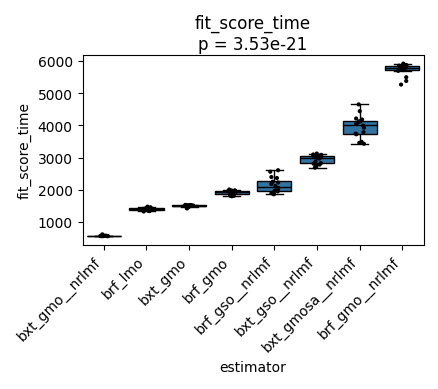 fit_score_time
p = 3.53e-21
6000
5000
4000
3000
2000
1000
fit_score_time
bxt_gmo__nrlmf
brf_lmo
bxt_gmo
brf_gmo
brf_gso__nrlmf
bxt_gso__nrlmf
bxt_gmosa__nrlmf
brf_gmo__nrlmf
estimator